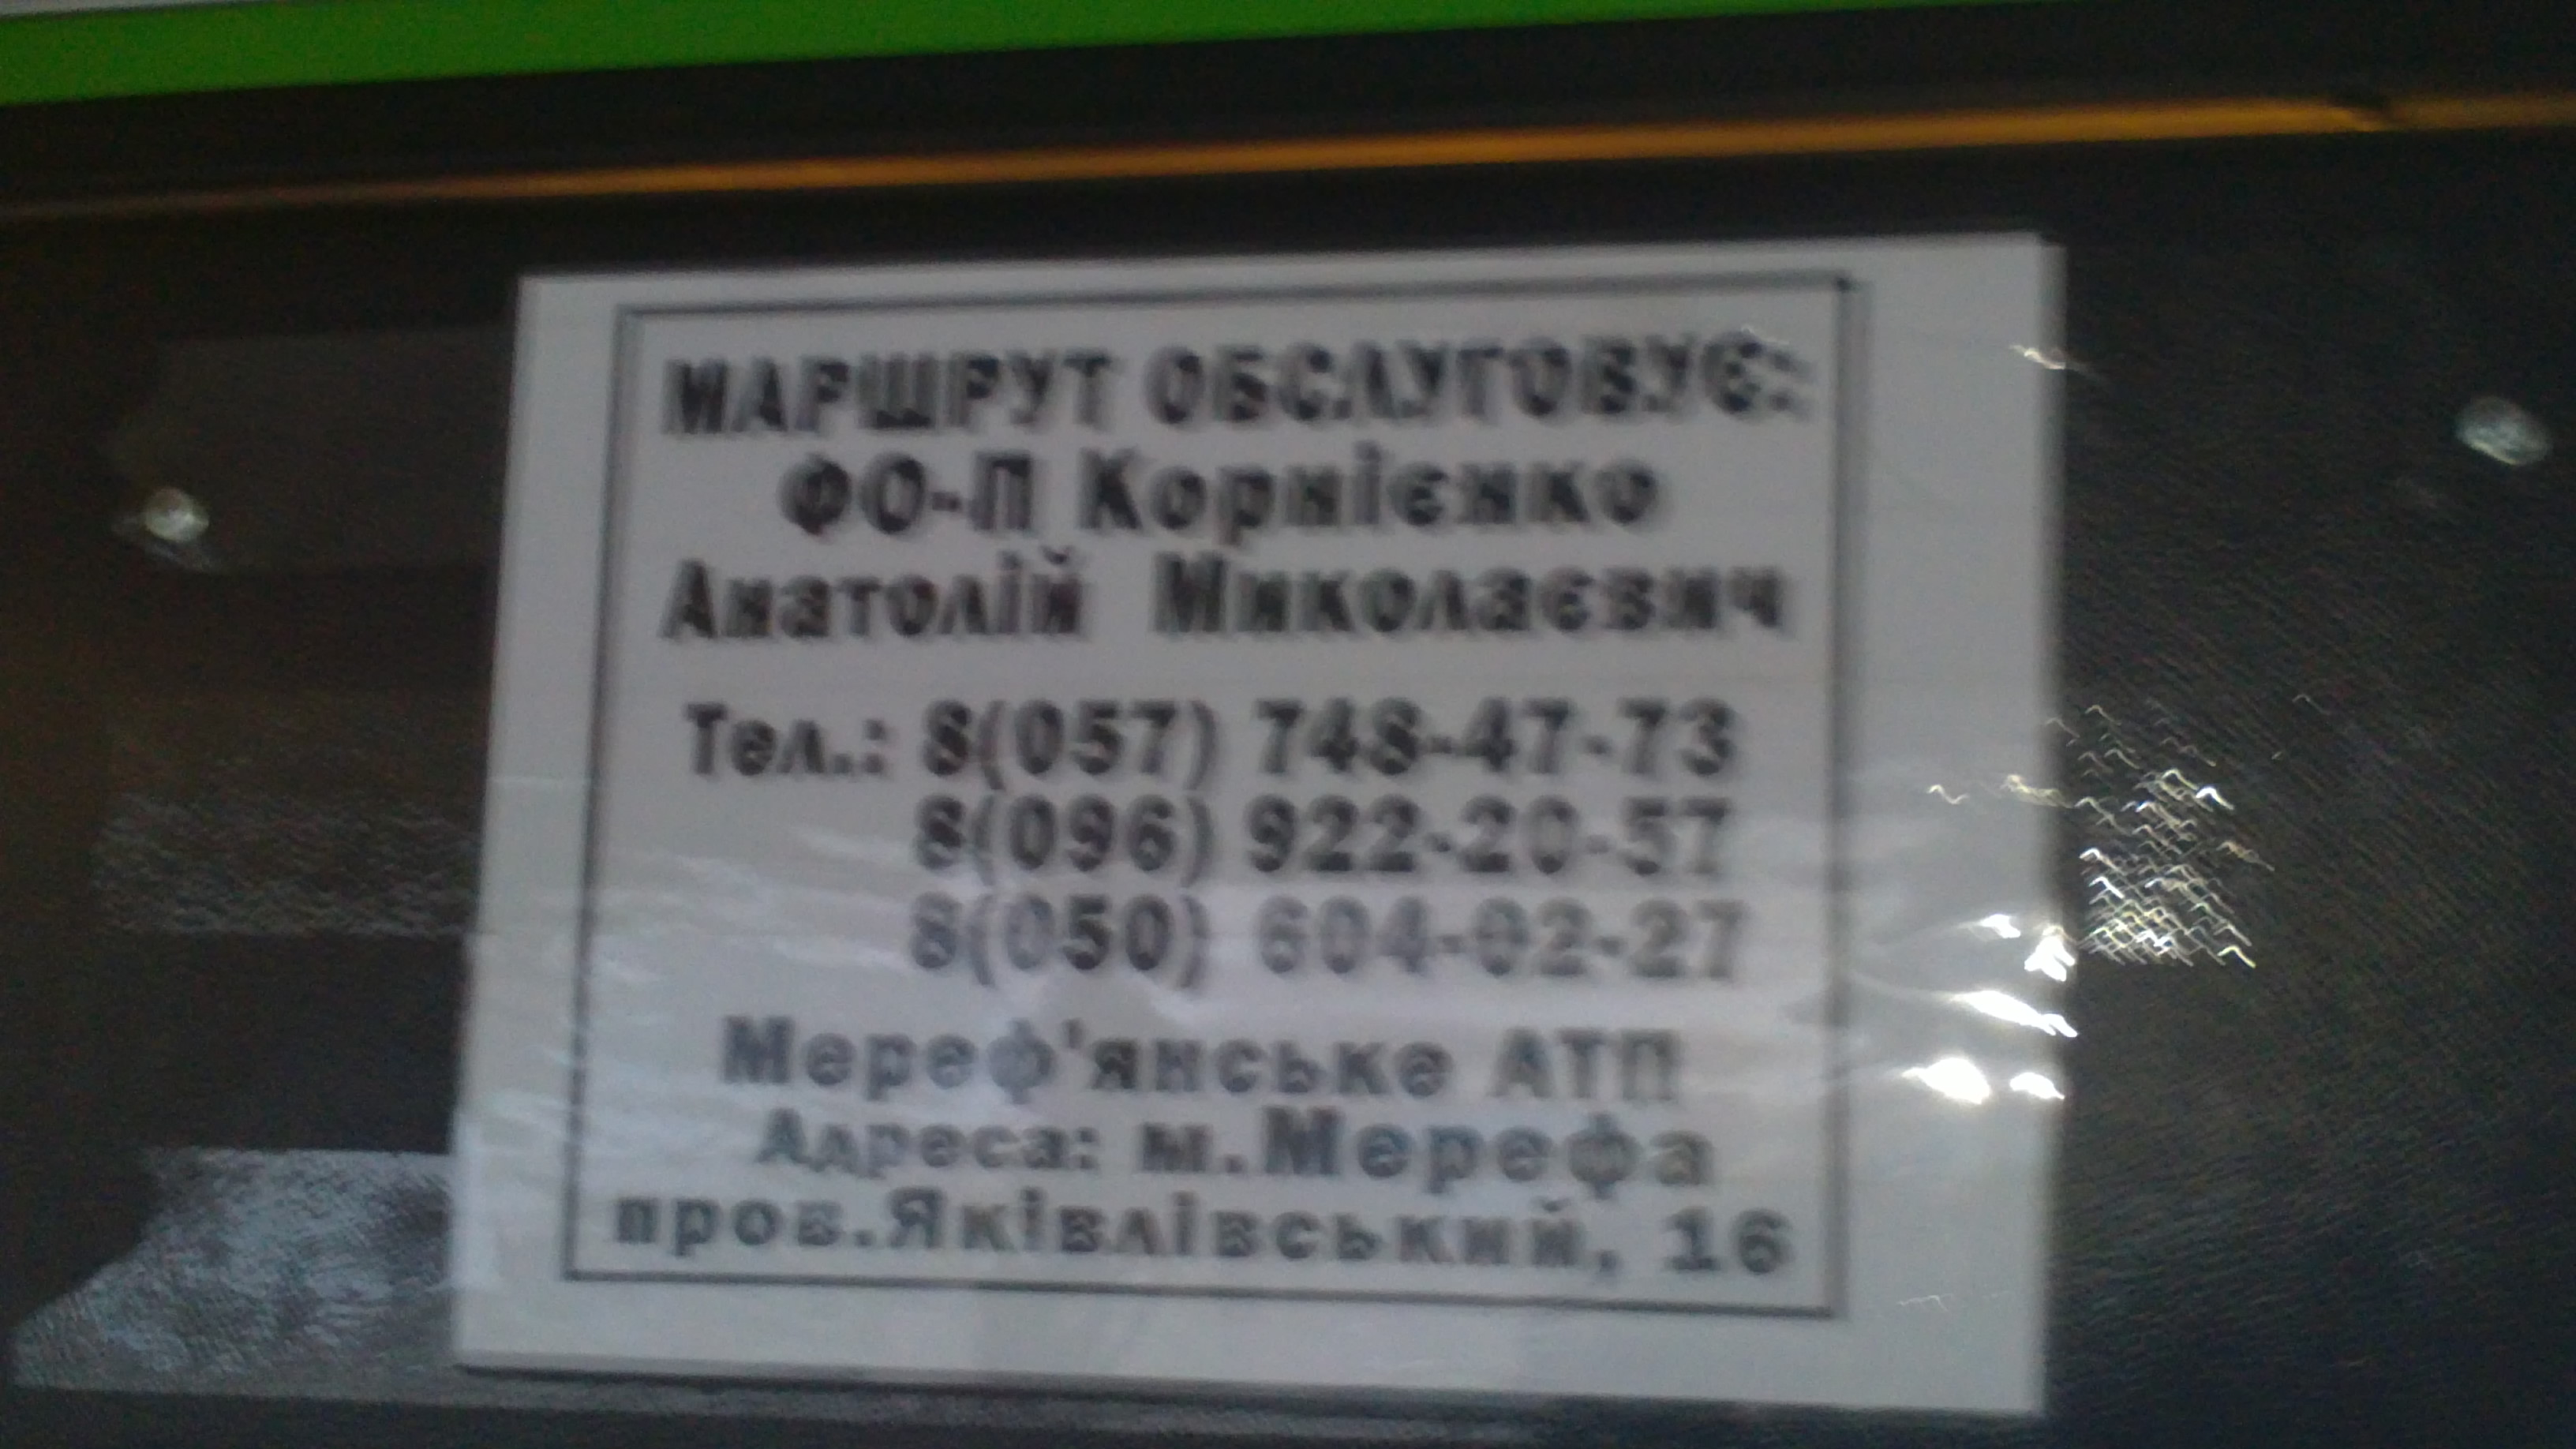 МАРШРУТ ОБСЛУГОВУЄ:
ФО-П Корнієнко
Анатолій Миколаєвич
Тел.: 8(057) 748-47-73
8(096) 922-20-57
8(050) 604-02-27
Мереф'янське АТП
Адреса: м.Мерефа
пров.Яківлівський, 16